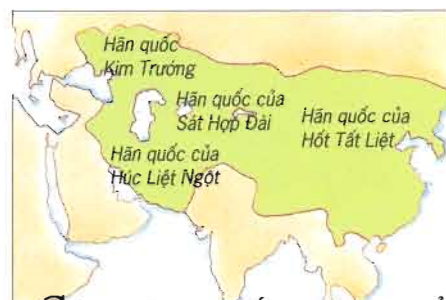 Hãn quốc
Kim Trướng
Hãn quốc của
Sát Hợp Đài
Hãn quốc của
Hốt Tất Liệt
Hãn quốc của
Húc Liệt Ngột